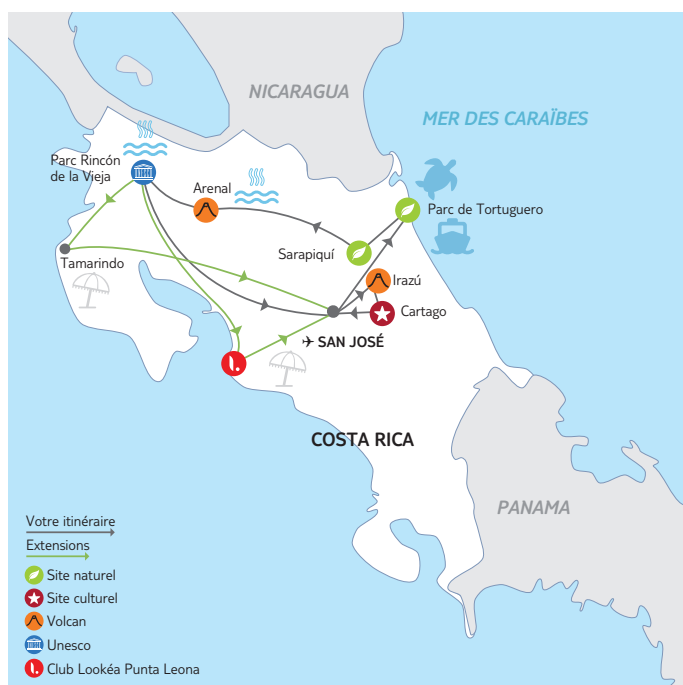 NICARAGUA
MER DES CARAÏBES
Parc Rincón
de la Vieja
Arenal
Parc de Tortuguero
Sarapiquí
Tamarindo
Irazú
Cartago
SAN JOSÉ
COSTA RICA
PANAMA
Votre itinéraire
Extensions
Site naturel
Site culturel
Volcan
Unesco
Club Lookéa Punta Leona